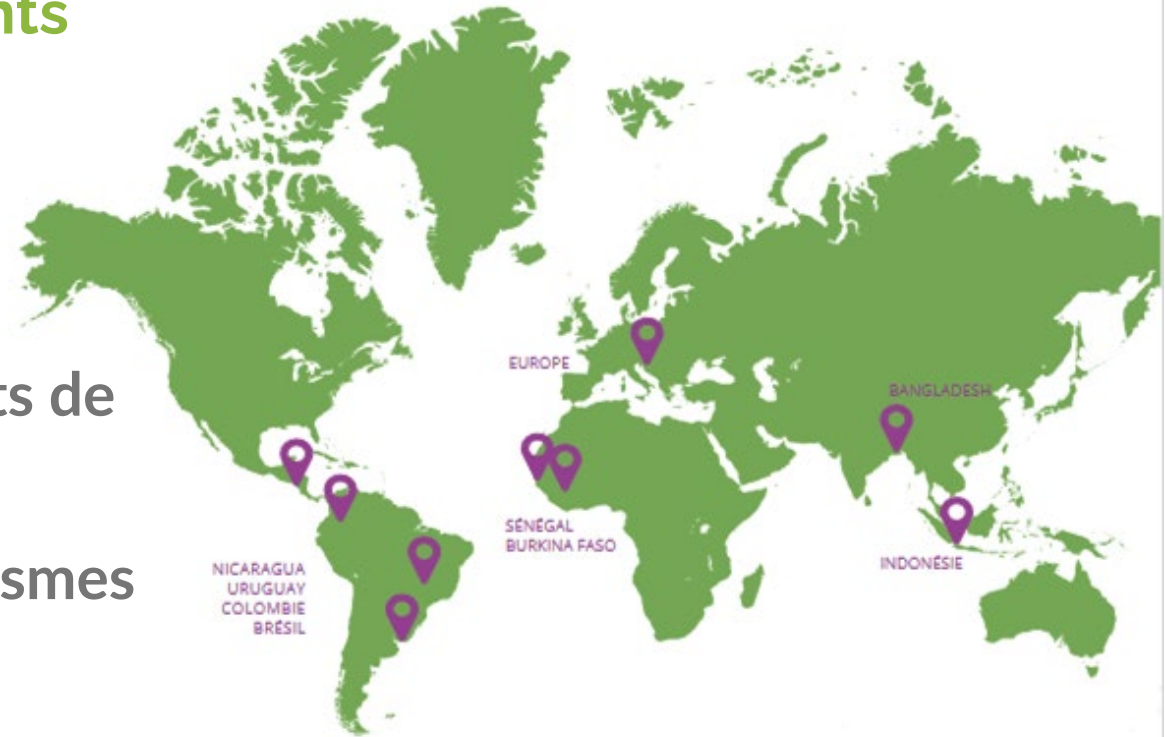 nts
EUROPE
BANGLADESH
ts de
SÉNÉGAL
BURKINA FASO
INDONÉSIE
NICARAGUA
URUGUAY
COLOMBIE
BRÉSIL
smes